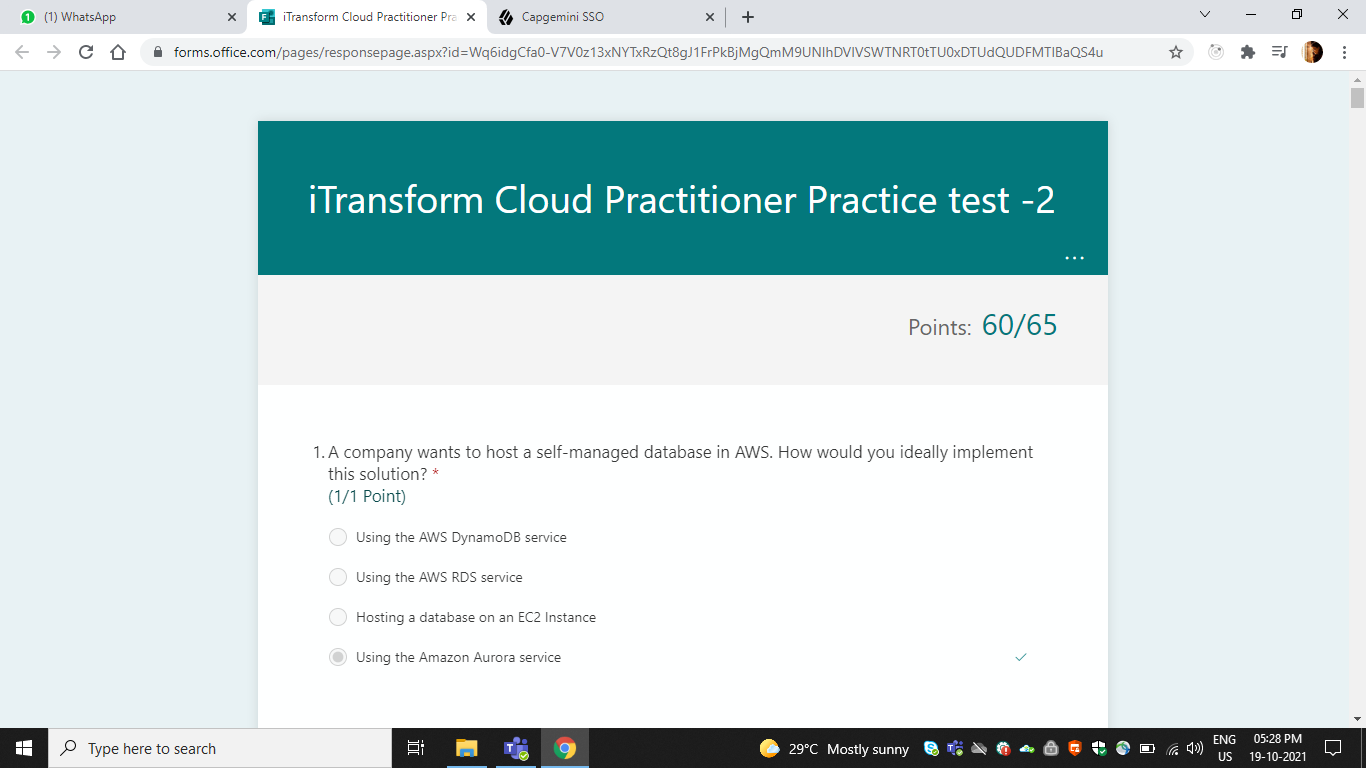 (1) WhatsApp
iTransform Cloud Practitioner Pra
Capgemini SSO
forms.office.com/pages/responsepage.aspx?id=Wq6idgCfa0-V7V0z13xNYTxRzQt8gJ1FrPkBjMgQmM9UNlhDVlVSWTNRT0tTU0xDTUdQUDFMTlBaQS4u
iTransform Cloud Practitioner Practice test -2
...
Points: 60/65
1. A company wants to host a self-managed database in AWS. How would you ideally implement
this solution? *
(1/1 Point)
Using the AWS DynamoDB service
Using the AWS RDS service
Hosting a database on an EC2 Instance
Using the Amazon Aurora service
Type here to search
29°C Mostly sunny
ENG
US
05:28 PM
19-10-2021